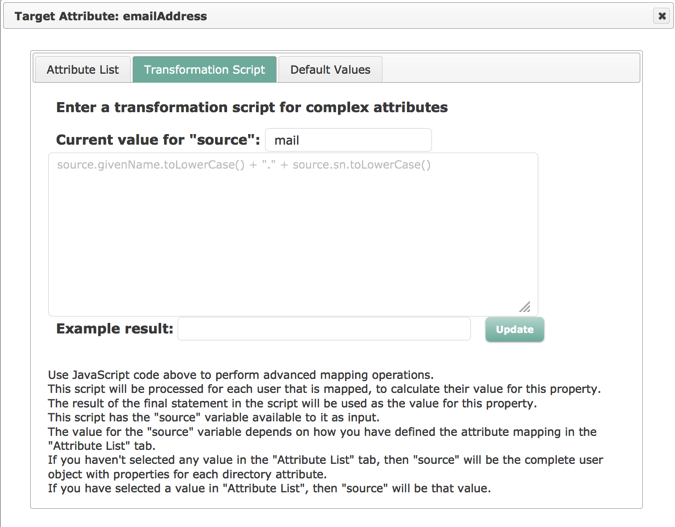 Target Attribute: emailAddress
Attribute List
Transformation Script
Default Values
Enter a transformation script for complex attributes
Current value for "source": mail
source.givenName.toLowerCase() + "." + source.sn.toLowerCase()
Example result:
Update
Use JavaScript code above to perform advanced mapping operations.
This script will be processed for each user that is mapped, to calculate their value for this property.
The result of the final statement in the script will be used as the value for this property.
This script has the "source" variable available to it as input.
The value for the "source" variable depends on how you have defined the attribute mapping in the
"Attribute List" tab.
If you haven't selected any value in the "Attribute List" tab, then "source" will be the complete user
object with properties for each directory attribute.
If you have selected a value in "Attribute List", then "source" will be that value.